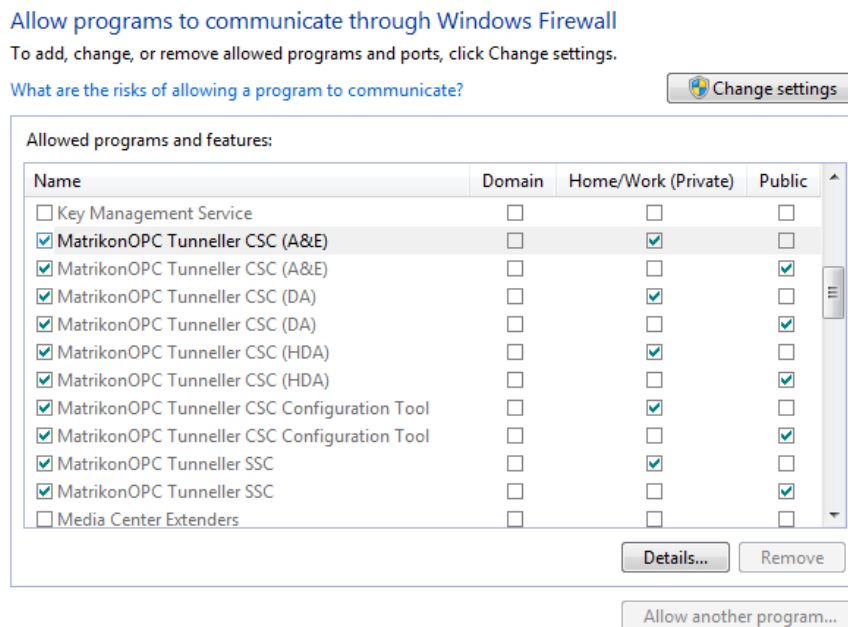 Allow programs to communicate through Windows Firewall
To add, change, or remove allowed programs and ports, click Change settings.
What are the risks of allowing a program to communicate?
Change settings
Allowed programs and features:
Name Domain Home/Work (Private) Public
Key Management Service
MatrikonOPC Tunneller CSC (A&E)
MatrikonOPC Tunneller CSC (A&E)
MatrikonOPC Tunneller CSC (DA)
MatrikonOPC Tunneller CSC (DA)
MatrikonOPC Tunneller CSC (HDA)
MatrikonOPC Tunneller CSC (HDA)
MatrikonOPC Tunneller CSC Configuration Tool
MatrikonOPC Tunneller CSC Configuration Tool
MatrikonOPC Tunneller SSC
MatrikonOPC Tunneller SSC
Media Center Extenders
Details... Remove
Allow another program...